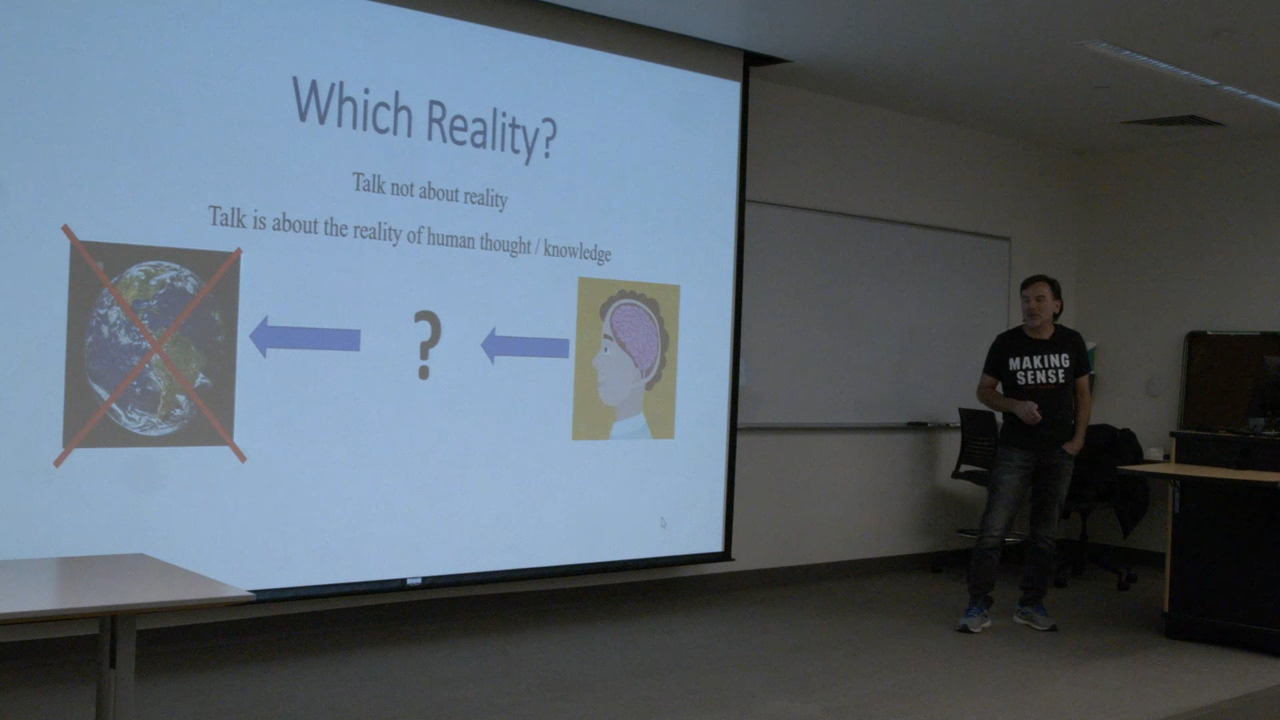 Which Reality?
Talk not about reality
Talk is about the reality of human thought / knowledge
?
MAKING
SENSE